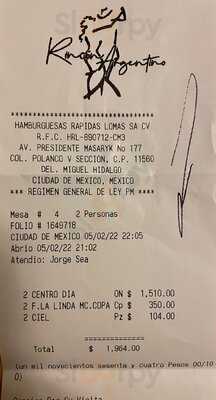 Rincón Argentino
*****************************
HAMBURGUESAS RAPIDAS LOMAS SA CV
R.F.C. HRL-890712-CM3
AV. PRESIDENTE MASARYK No 177
COL. POLANCO V SECCION, C.P. 11560
DEL. MIGUEL HIDALGO
CIUDAD DE MEXICO, MEXICO
*** REGIMEN GENERAL DE LEY PM ***
Mesa # 4 2 Personas
FOLIO 1649718
CIUDAD DE MEXICO 05/02/22 22:05
Abrio 05/02/22 21:02
Atendio: Jorge Sea
2 CENTRO DIA ON $ 1,510.00
2 F.LA LINDA MC.COPA Cp $ 350.00
2 CIEL Pz $ 104.00
Total $ 1,964.00
(un mil novecientos sesenta y cuatro Pesos 00/10
0)